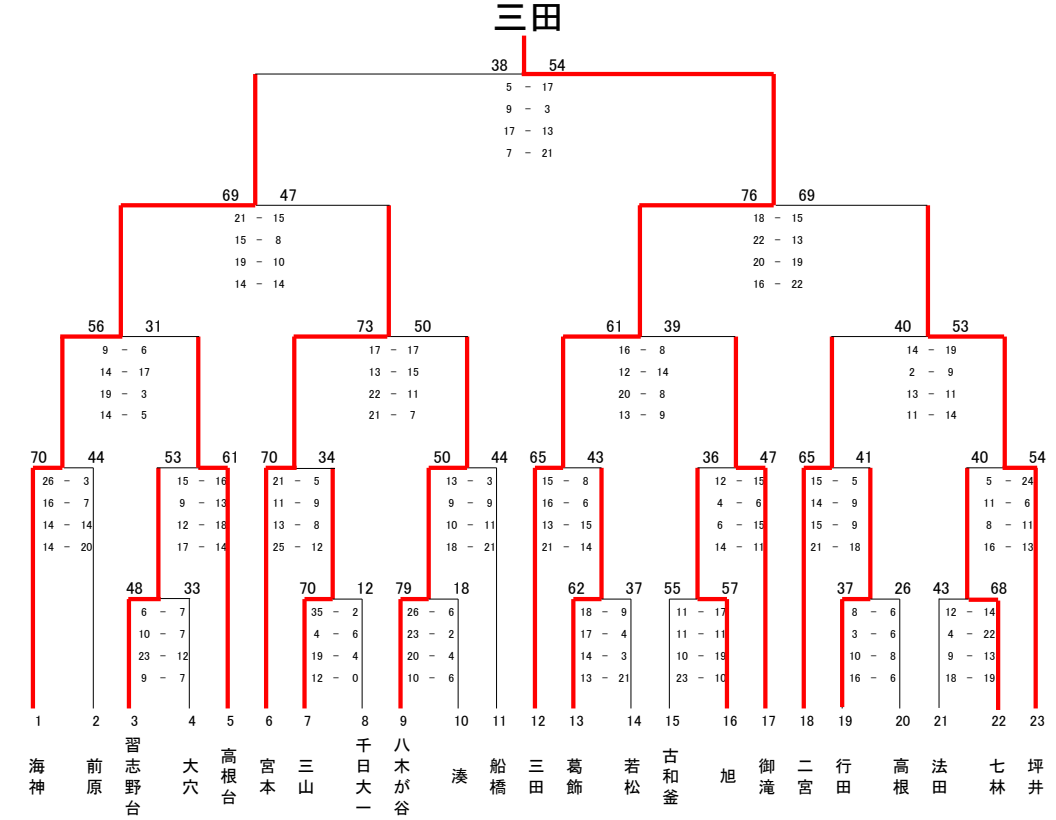 三田
38 54
5 - 17
9 - 3
17 - 13
7 - 21
69 47 76 69
21 - 15 18 - 15
15 - 8 22 - 13
19 - 10 20 - 19
14 - 14 16 - 22
56 31 73 50 61 39 40 53
9 - 6 17 - 17 16 - 8 14 - 19
14 - 17 13 - 15 12 - 14 2 - 9
19 - 3 22 - 11 20 - 8 13 - 11
14 - 5 21 - 7 13 - 9 11 - 14
70 44 53 61 70 34 50 44 65 43 36 47 65 41 40 54
26 - 3 15 - 16 21 - 5 13 - 3 15 - 8 12 - 15 15 - 5 5 - 24
16 - 7 9 - 13 11 - 9 9 - 9 16 - 6 4 - 6 14 - 9 11 - 6
14 - 14 12 - 18 13 - 8 10 - 11 13 - 15 6 - 15 15 - 9 8 - 11
14 - 20 17 - 14 25 - 12 18 - 21 21 - 14 14 - 11 21 - 18 16 - 13
48 33 70 12 79 18 62 37 55 57 37 26 43 68
6 - 7 35 - 2 26 - 6 18 - 9 11 - 17 8 - 6 12 - 14
10 - 7 4 - 6 23 - 2 17 - 4 11 - 11 3 - 6 4 - 22
23 - 12 19 - 4 20 - 4 14 - 3 10 - 19 10 - 8 9 - 13
9 - 7 12 - 0 10 - 6 13 - 21 23 - 10 16 - 6 18 - 19
1 2 3 4 5 6 7 8 9 10 11 12 13 14 15 16 17 18 19 20 21 22 23
海神
前原
習志野台
大穴
高根台
宮本
三山
千日大一
八木が谷
湊
船橋
三田
葛飾
若松
古和釜
旭
御滝
二宮
行田
高根
法田
七林
坪井